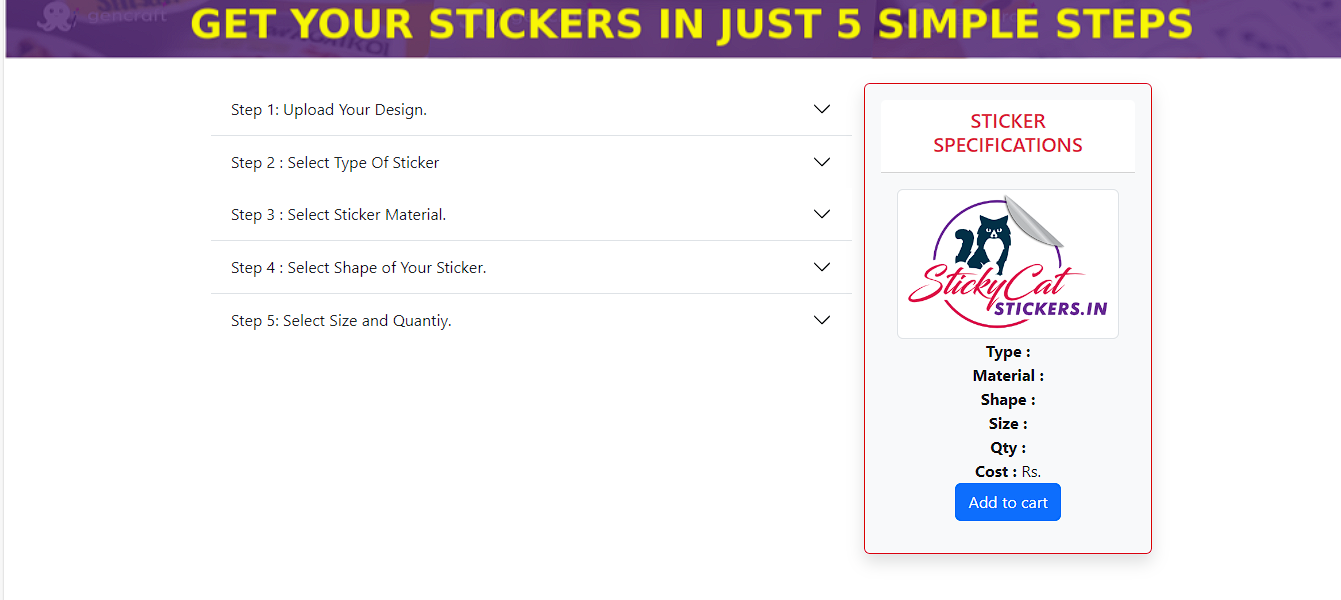 genecraft
GET YOUR STICKERS IN JUST 5 SIMPLE STEPS
Step 1: Upload Your Design.
Step 2 : Select Type Of Sticker
Step 3 : Select Sticker Material.
Step 4 : Select Shape of Your Sticker.
Step 5: Select Size and Quantiy.
STICKER
SPECIFICATIONS
StickyCat
STICKERS.IN
Type :
Material :
Shape :
Size :
Qty :
Cost : Rs.
Add to cart